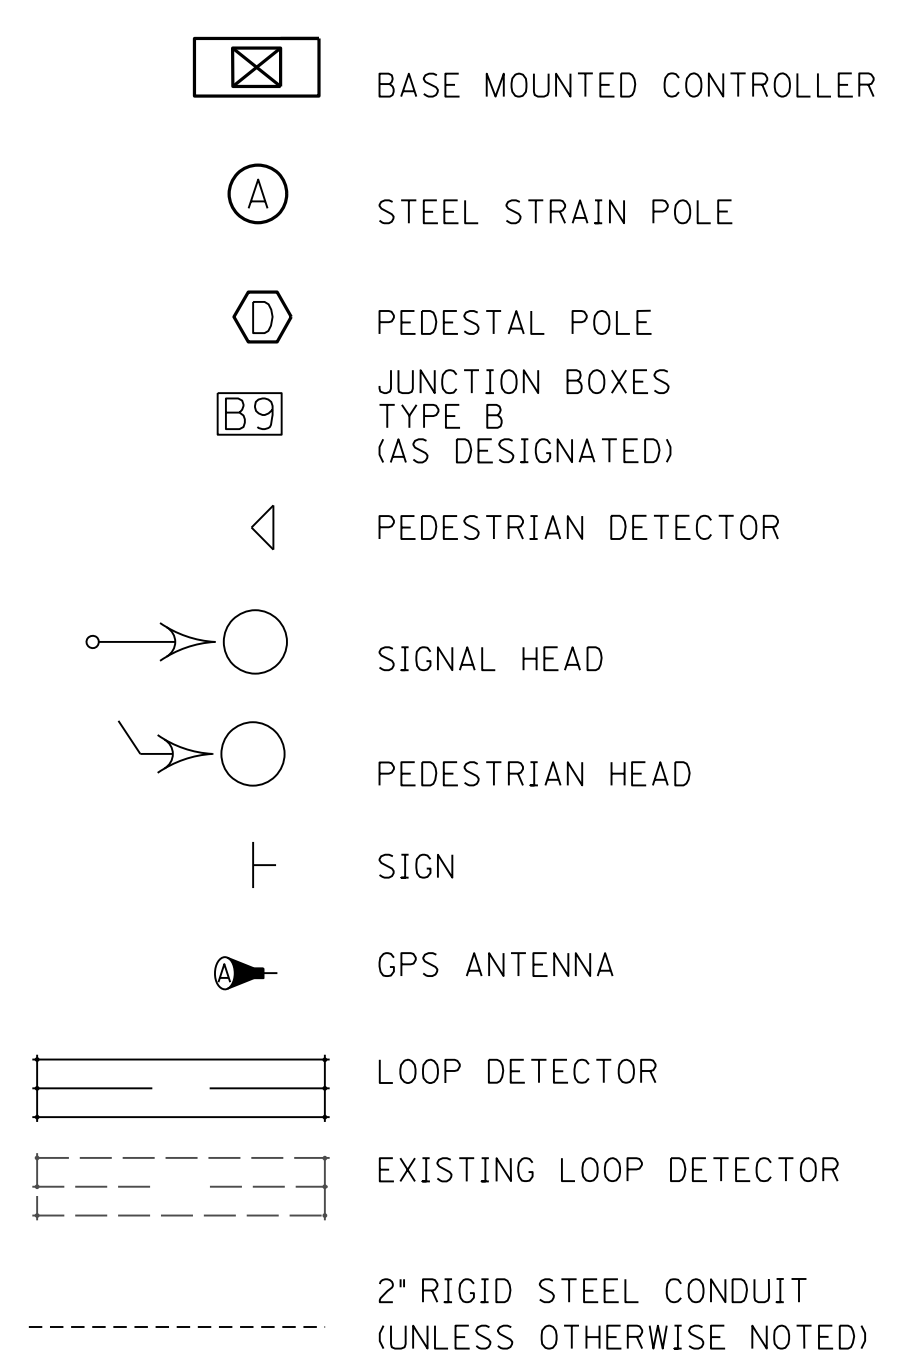 BASE MOUNTED CONTROLLER
A
STEEL STRAIN POLE
D
PEDESTAL POLE
JUNCTION BOXES
B9
TYPE B
(AS DESIGNATED)
PEDESTRIAN DETECTOR
SIGNAL HEAD
PEDESTRIAN HEAD
SIGN
A
GPS ANTENNA
LOOP DETECTOR
EXISTING LOOP DETECTOR
2" RIGID STEEL CONDUIT
(UNLESS OTHERWISE NOTED)